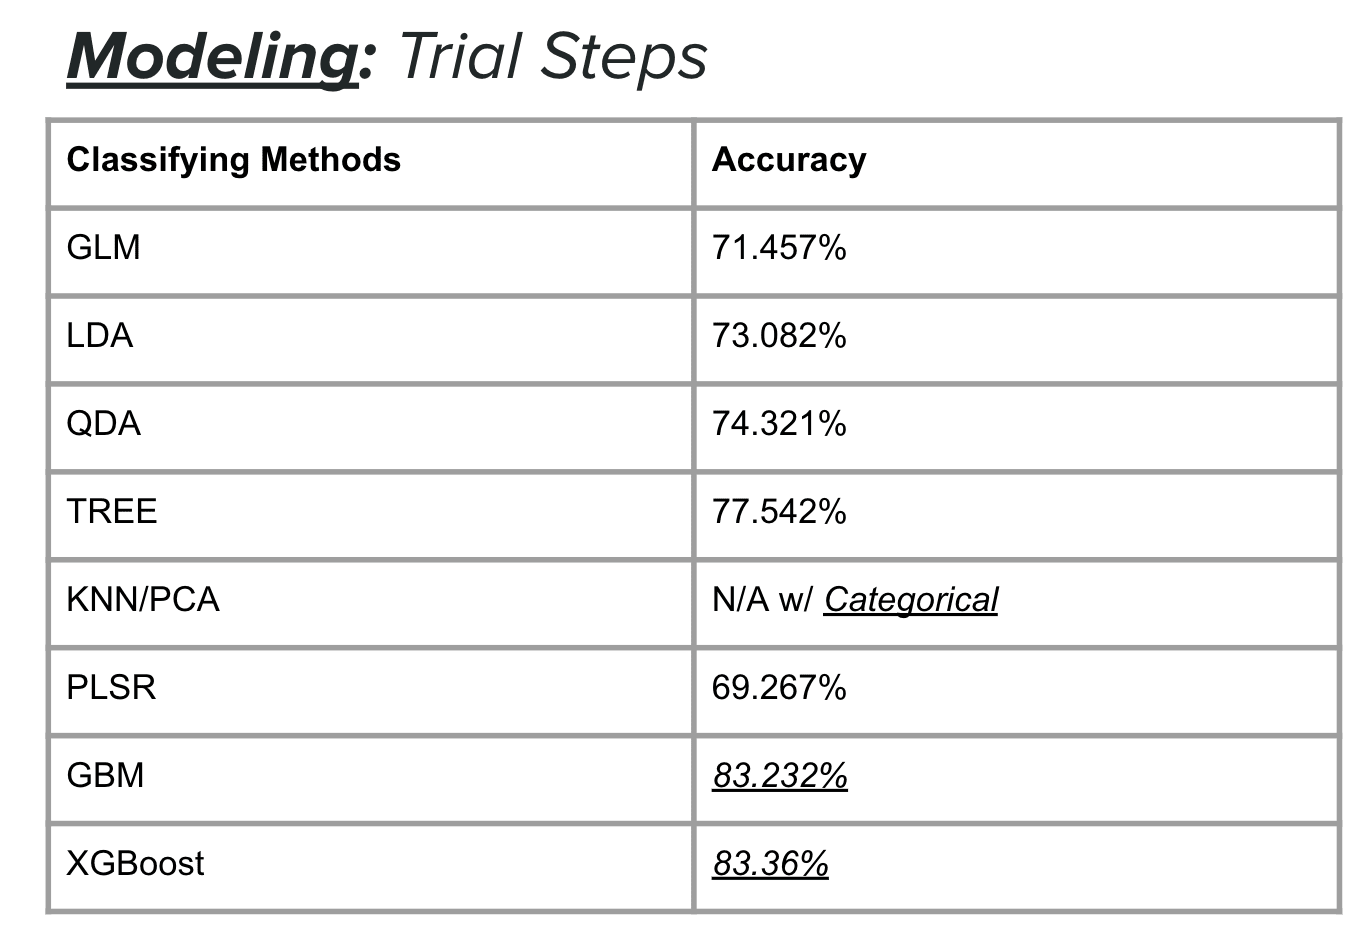 Modeling: Trial Steps
Classifying Methods Accuracy
GLM 71.457%
LDA 73.082%
QDA 74.321%
TREE 77.542%
KNN/PCA N/A w/ Categorical
PLSR 69.267%
GBM 83.232%
XGBoost 83.36%